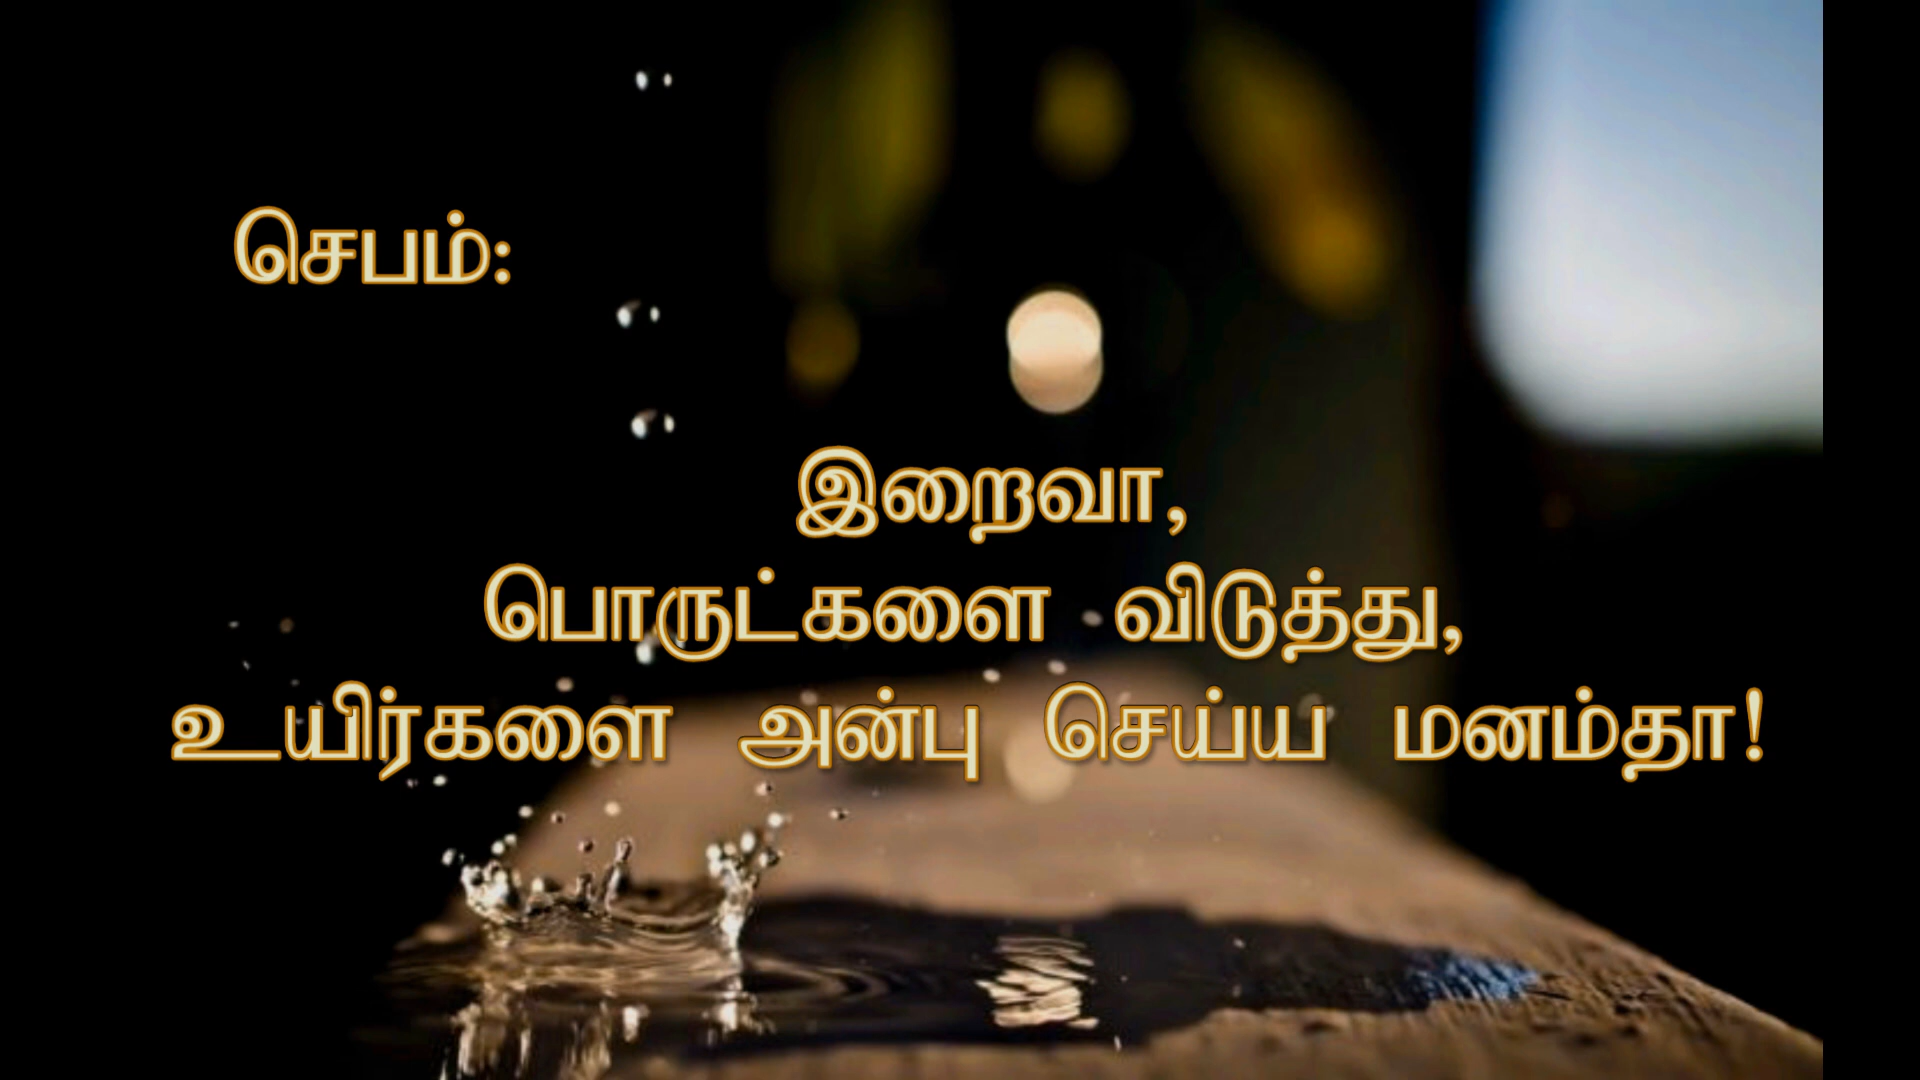 செபம்:
இறைவா,
பொருட்களை விடுத்து,
உயிர்களை அன்பு செய்ய மனம்தா!